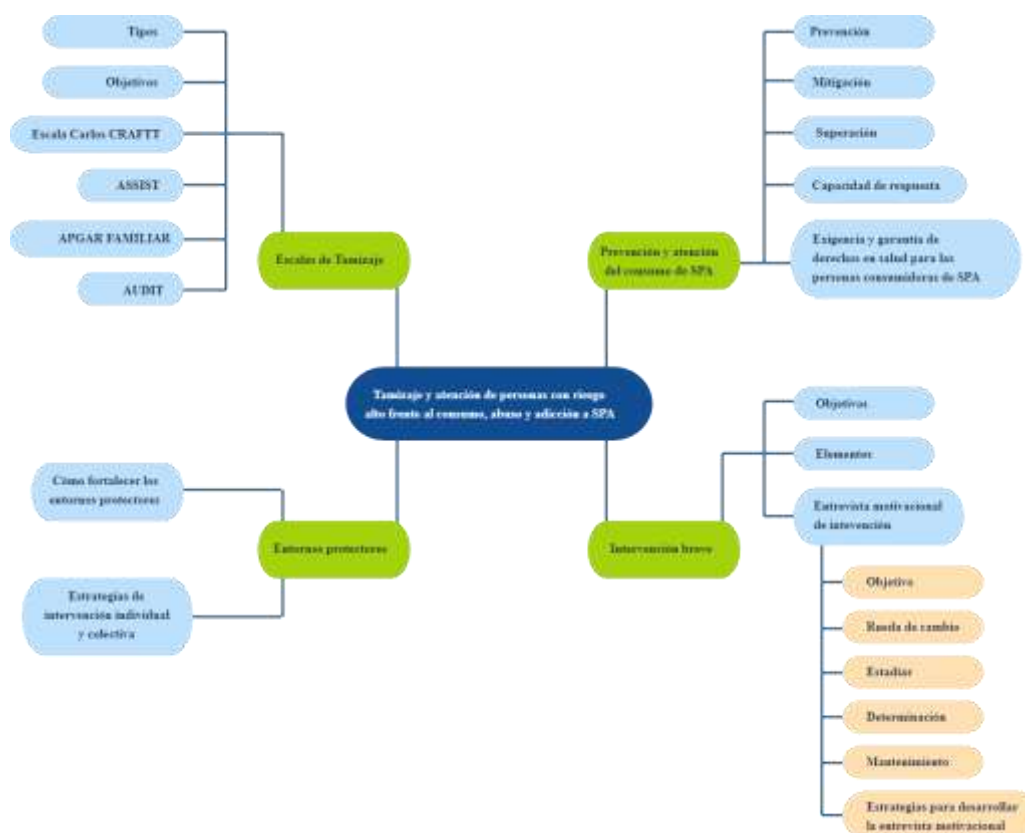 Tipos
Objetivos
Escala Carlos CRAFTT
ASSIST
APGAR FAMILIAR
AUDIT
Escalas de Tamizaje
Prevención
Mitigación
Superación
Capacidad de respuesta
Exigencia y garantía de
derechos en salud para las
personas consumidoras de SPA
Prevención y atención
del consumo de SPA
Tamizaje y atención de personas con riesgo
alto frente al consumo, abuso y adicción a SPA
Cómo fortalecer los
entornos protectores
Estrategias de
intervención individual
y colectiva
Entornos protectores
Intervención breve
Objetivos
Elementos
Entrevista motivacional
de intevención
Objetivo
Rueda de cambio
Estadías
Determinación
Mantenimiento
Estrategias para desarrollar
la entrevista motivacional